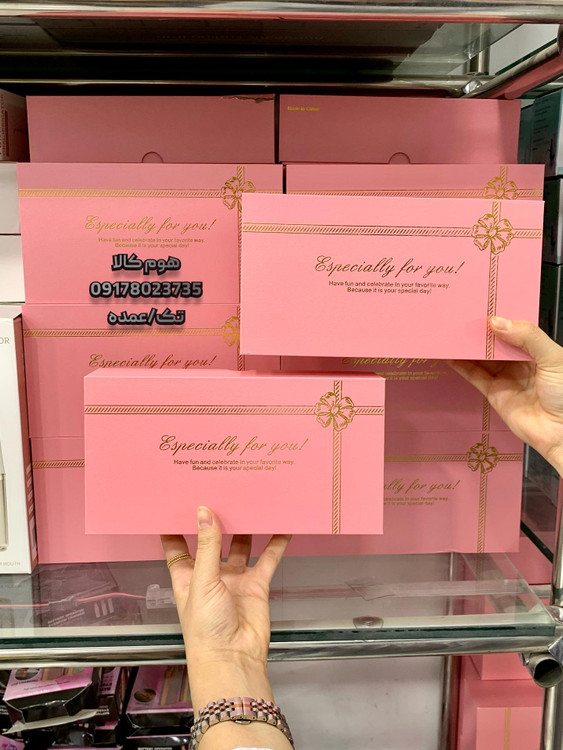 Especially for you!
Have fun and celebrate in your favorite way.
Because it is your special day!
هوم کالا
09178023735
تک/عمده
Especially for you!
Have fun and celebrate in your favorite way.
Because it is your special day!
Especially for you!
Especially for you!
Have fun and celebrate in your favorite way.
Because it is your special day!